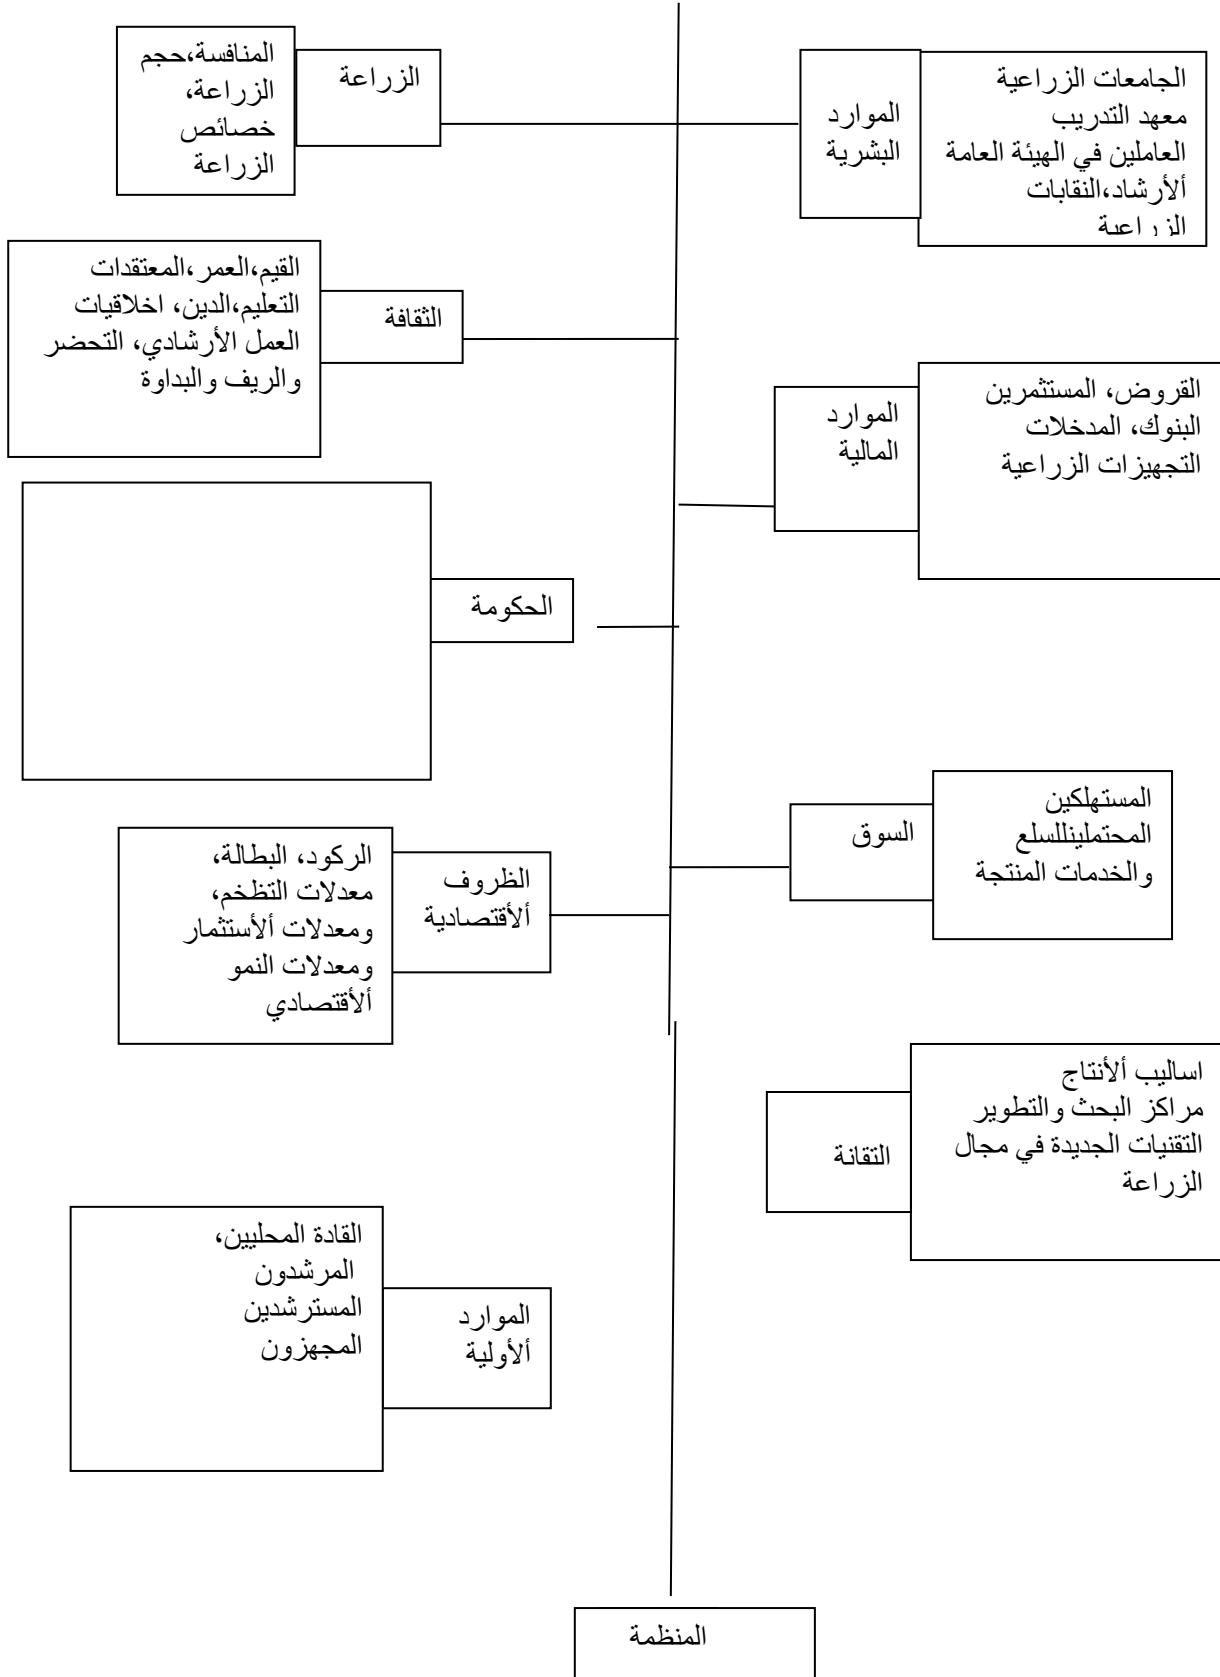 الجامعات الزراعية
معهد التدريب
العاملين في الهيئة العامة
ألأرشاد،النقابات
الزراعية
الموارد
البشرية
الزراعة
المنافسة،حجم
الزراعة،
خصائص
الزراعة
الثقافة
القيم،العمر،المعتقدات
التعليم،الدين، اخلاقيات
العمل الأرشادي، التحضر
والريف والبداوة
القروض، المستثمرين
البنوك، المدخلات
التجهيزات الزراعية
الموارد
المالية
الحكومة
المستهلكين
المحتملينللسلع
والخدمات المنتجة
السوق
الظروف
ألأقتصادية
الركود، البطالة،
معدلات التظخم،
ومعدلات ألأستثمار
ومعدلات النمو
ألأقتصادي
اساليب ألأنتاج
مراكز البحث والتطوير
التقنيات الجديدة في مجال
الزراعة
التقانة
الموارد
ألأولية
القادة المحليين،
المرشدون
المسترشدين
المجهزون
المنظمة